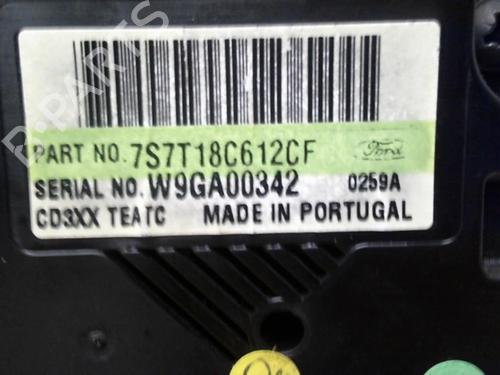 B-PARTS
PART NO. 7S7T18C612CF Ford
SERIAL NO. W9GA00342 0259A
CD3XX TEATC MADE IN PORTUGAL